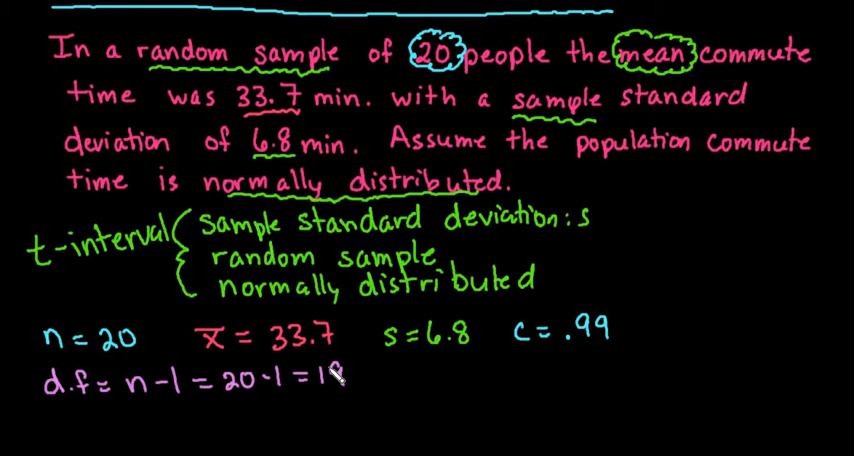 In a random sample of 20 people the mean commute
time was 33.7 min. with a sample standard
deviation of 6.8 min. Assume the population commute
time is normally distributed.
t-interval { sample standard deviation: s
random sample
normally distributed
n = 20 x̄ = 33.7 s = 6.8 c = .99
d.f = n - 1 = 20 - 1 =